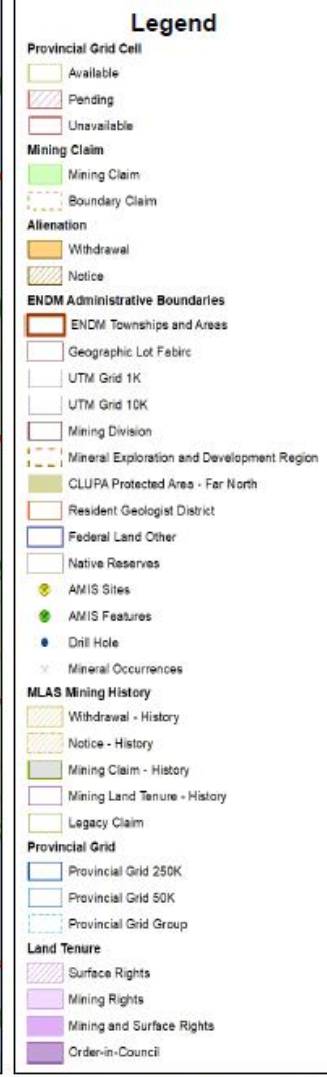 Legend
Provincial Grid Cell
Available
Pending
Unavailable
Mining Claim
Mining Claim
Boundary Claim
Alienation
Withdrawal
Notice
ENDM Administrative Boundaries
ENDM Townships and Areas
Geographic Lot Fabirc
UTM Grid 1K
UTM Grid 10K
Mining Division
Mineral Exploration and Development Region
CLUPA Protected Area - Far North
Resident Geologist District
Federal Land Other
Native Reserves
AMIS Sites
AMIS Features
Drill Hole
Mineral Occurrences
MLAS Mining History
Withdrawal - History
Notice - History
Mining Claim - History
Mining Land Tenure - History
Legacy Claim
Provincial Grid
Provincial Grid 250K
Provincial Grid 50K
Provincial Grid Group
Land Tenure
Surface Rights
Mining Rights
Mining and Surface Rights
Order-in-Council